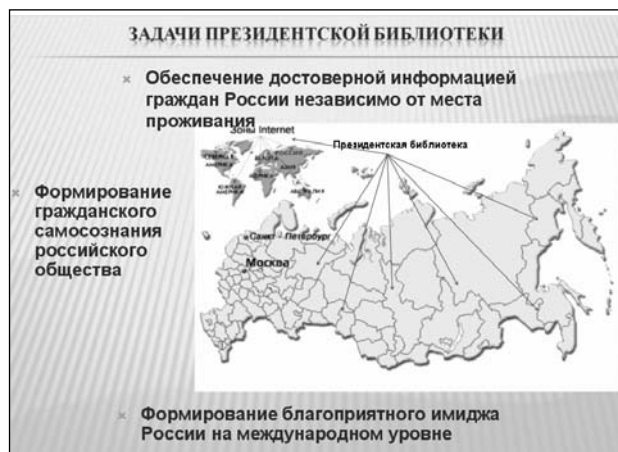 ЗАДАЧИ ПРЕЗИДЕНТСКОЙ БИБЛИОТЕКИ
Обеспечение достоверной информацией
граждан России независимо от места
проживания
Зоны Internet
Президентская библиотека
РОССИЯ
Формирование
гражданского
самосознания
российского
общества
Санкт - Петербург
Москва
Формирование благоприятного имиджа
России на международном уровне